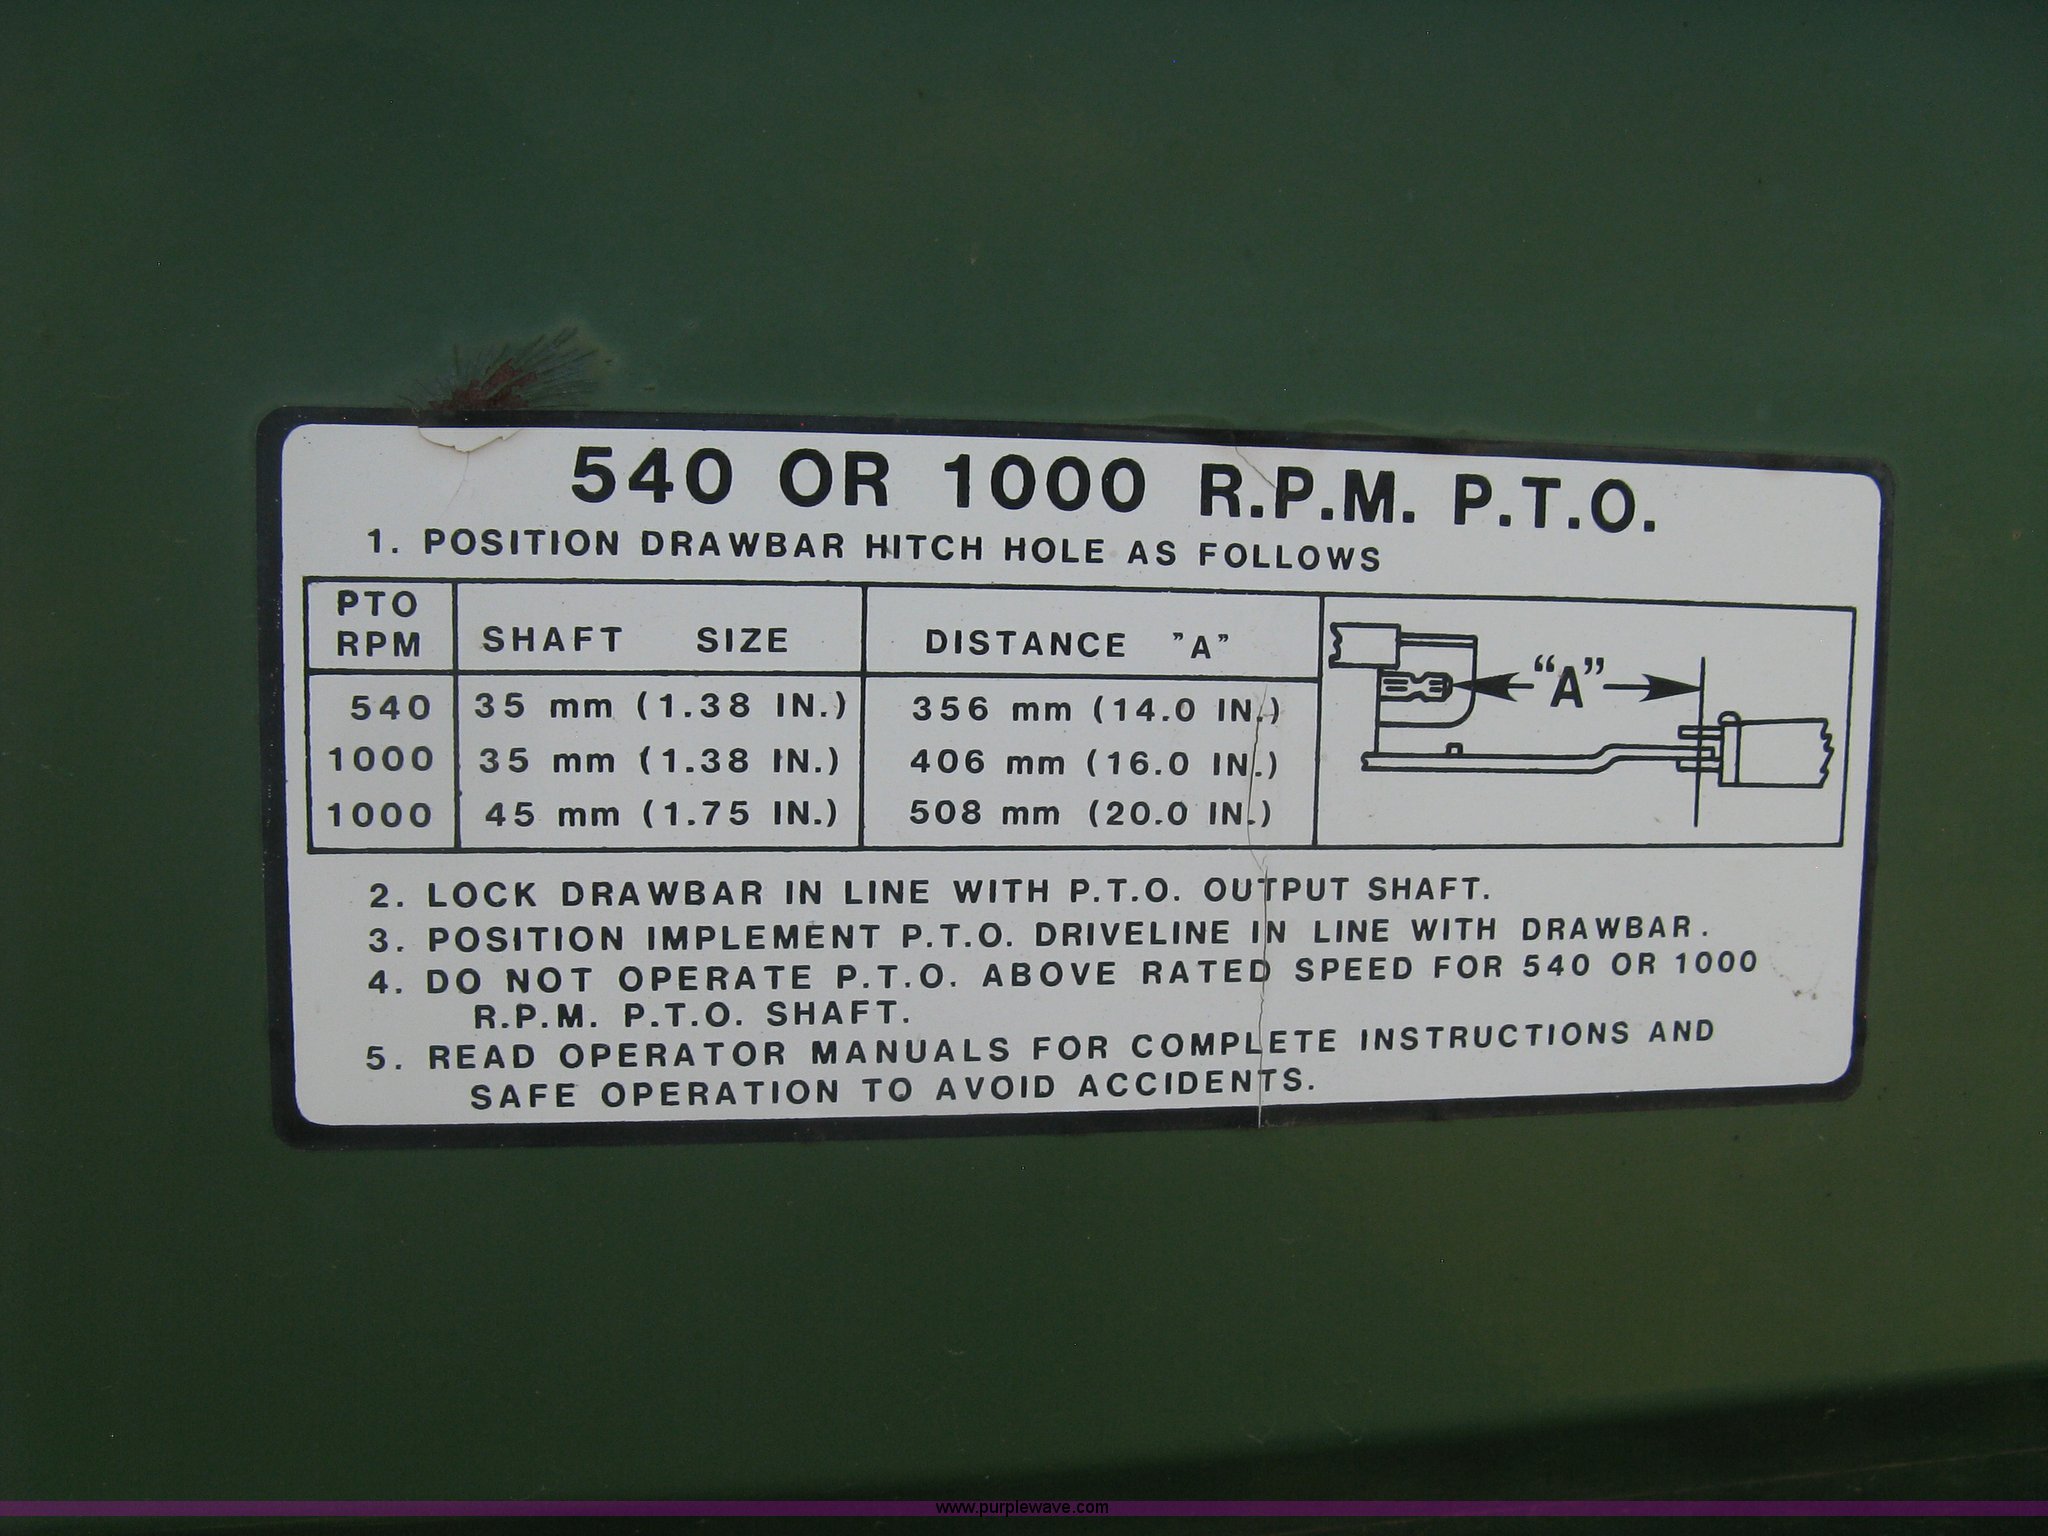 540 OR 1000 R.P.M. P.T.O.
1. POSITION DRAWBAR HITCH HOLE AS FOLLOWS
PTO RPM SHAFT SIZE DISTANCE "A"
540 35 mm (1.38 IN.) 356 mm (14.0 IN.)
1000 35 mm (1.38 IN.) 406 mm (16.0 IN.)
1000 45 mm (1.75 IN.) 508 mm (20.0 IN.)
"A"
2. LOCK DRAWBAR IN LINE WITH P.T.O. OUTPUT SHAFT.
3. POSITION IMPLEMENT P.T.O. DRIVELINE IN LINE WITH DRAWBAR.
4. DO NOT OPERATE P.T.O. ABOVE RATED SPEED FOR 540 OR 1000
R.P.M. P.T.O. SHAFT.
5. READ OPERATOR MANUALS FOR COMPLETE INSTRUCTIONS AND
SAFE OPERATION TO AVOID ACCIDENTS.
www.purplewave.com